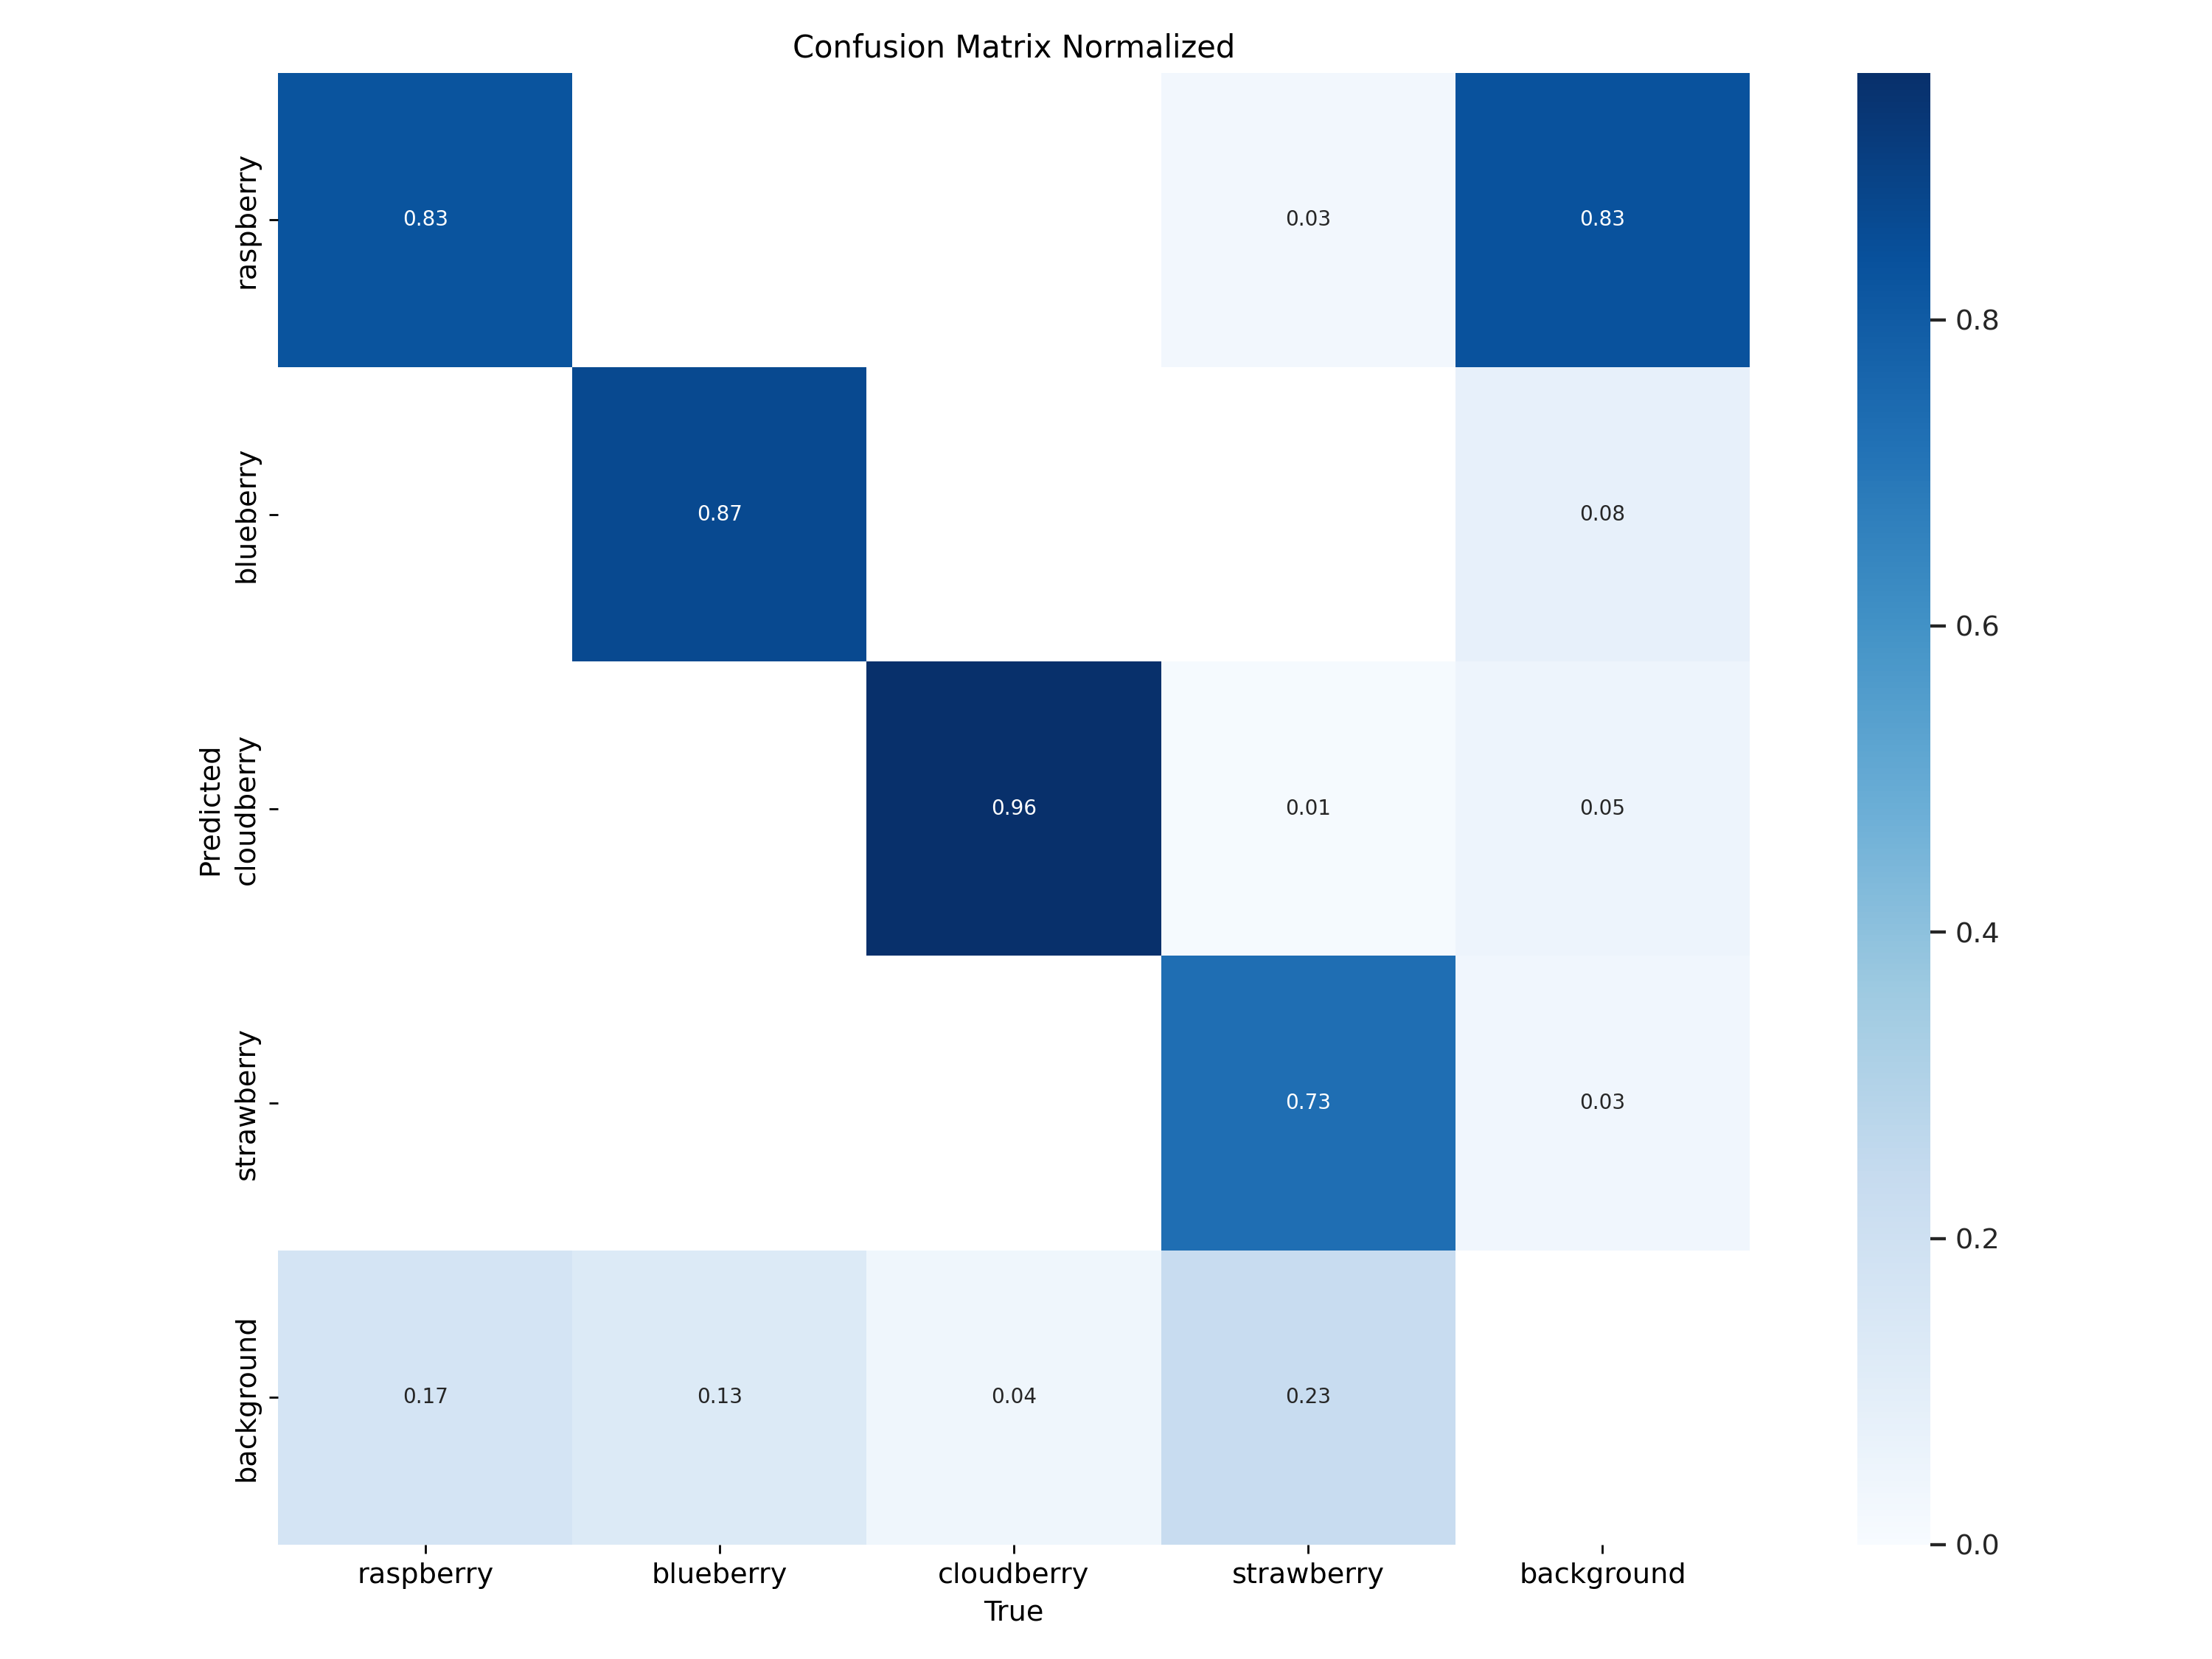 Confusion Matrix Normalized
raspberry
0.83
0.03
0.83
0.8
blueberry
0.87
0.08
0.6
Predicted
cloudberry
0.96
0.01
0.05
0.4
strawberry
0.73
0.03
0.2
background
0.17
0.13
0.04
0.23
0.0
raspberry
blueberry
cloudberry
strawberry
background
True